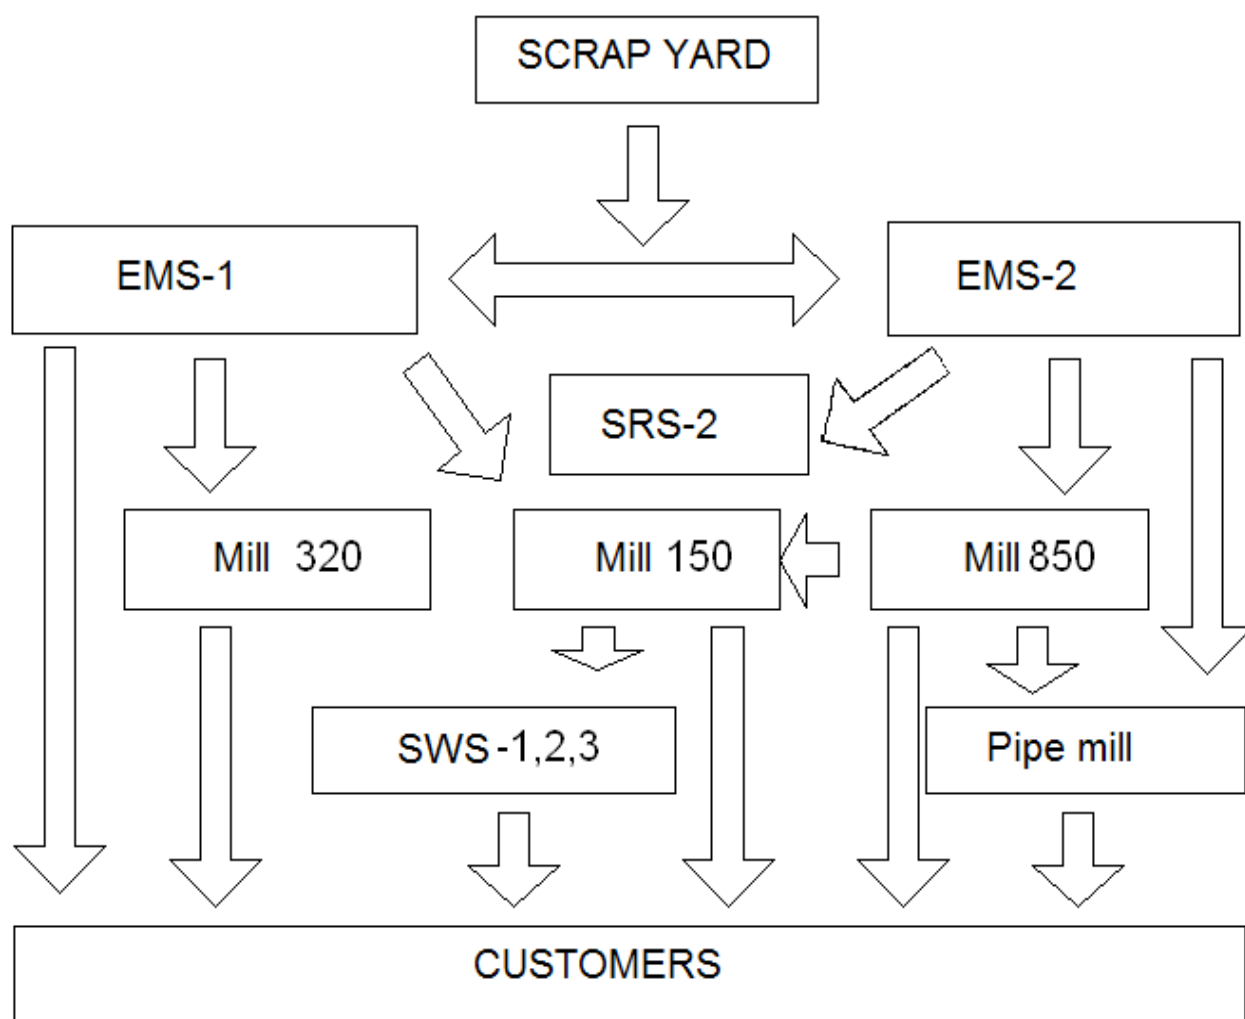 SCRAP YARD
EMS-1
EMS-2
SRS-2
Mill 320
Mill 150
Mill 850
SWS -1,2,3
Pipe mill
CUSTOMERS